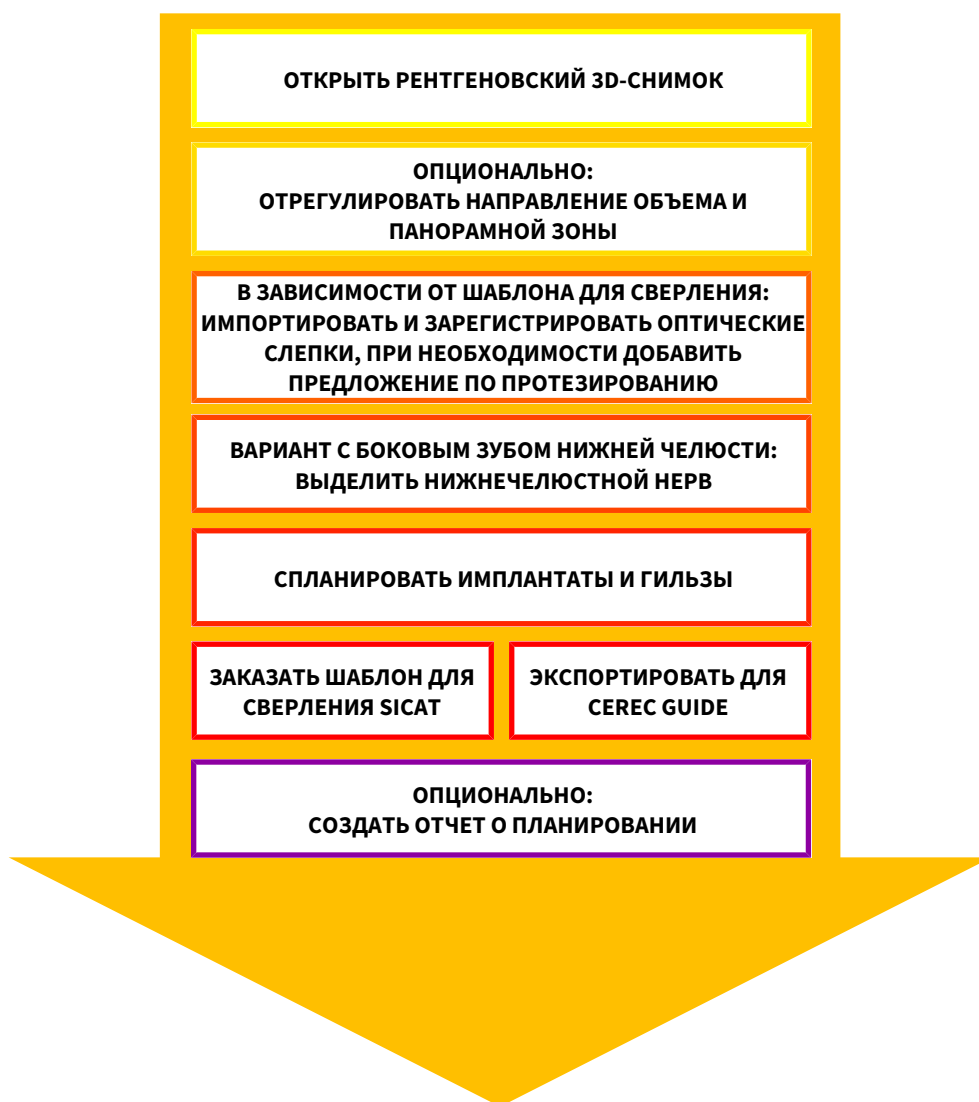 ОТКРЫТЬ РЕНТГЕНОВСКИЙ 3D-СНИМОК
ОПЦИОНАЛЬНО:
ОТРЕГУЛИРОВАТЬ НАПРАВЛЕНИЕ ОБЪЕМА И
ПАНОРАМНОЙ ЗОНЫ
В ЗАВИСИМОСТИ ОТ ШАБЛОНА ДЛЯ СВЕРЛЕНИЯ:
ИМПОРТИРОВАТЬ И ЗАРЕГИСТРИРОВАТЬ ОПТИЧЕСКИЕ
СЛЕПКИ, ПРИ НЕОБХОДИМОСТИ ДОБАВИТЬ
ПРЕДЛОЖЕНИЕ ПО ПРОТЕЗИРОВАНИЮ
ВАРИАНТ С БОКОВЫМ ЗУБОМ НИЖНЕЙ ЧЕЛЮСТИ:
ВЫДЕЛИТЬ НИЖНЕЧЕЛЮСТНОЙ НЕРВ
СПЛАНИРОВАТЬ ИМПЛАНТАТЫ И ГИЛЬЗЫ
ЗАКАЗАТЬ ШАБЛОН ДЛЯ
СВЕРЛЕНИЯ SICAT
ЭКСПОРТИРОВАТЬ ДЛЯ
CEREC GUIDE
ОПЦИОНАЛЬНО:
СОЗДАТЬ ОТЧЕТ О ПЛАНИРОВАНИИ